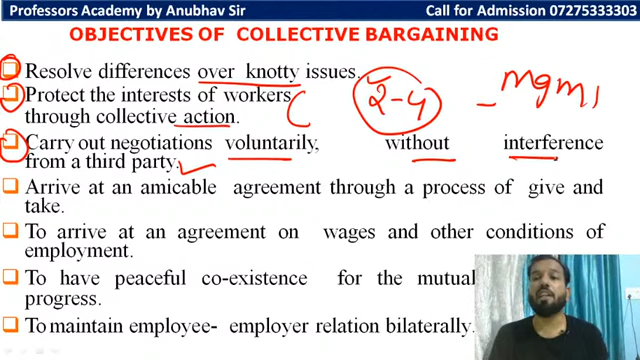 Professors Academy by Anubhav Sir
Call for Admission 07275333303
OBJECTIVES OF COLLECTIVE BARGAINING
Resolve differences over knotty issues.
Protect the interests of workers
through collective action.
2-4
mgmt
Carry out negotiations voluntarily, without interference
from a third party.
Arrive at an amicable agreement through a process of give and
take.
To arrive at an agreement on wages and other conditions of
employment.
To have peaceful co-existence for the mutual
progress.
To maintain employee- employer relation bilaterally.